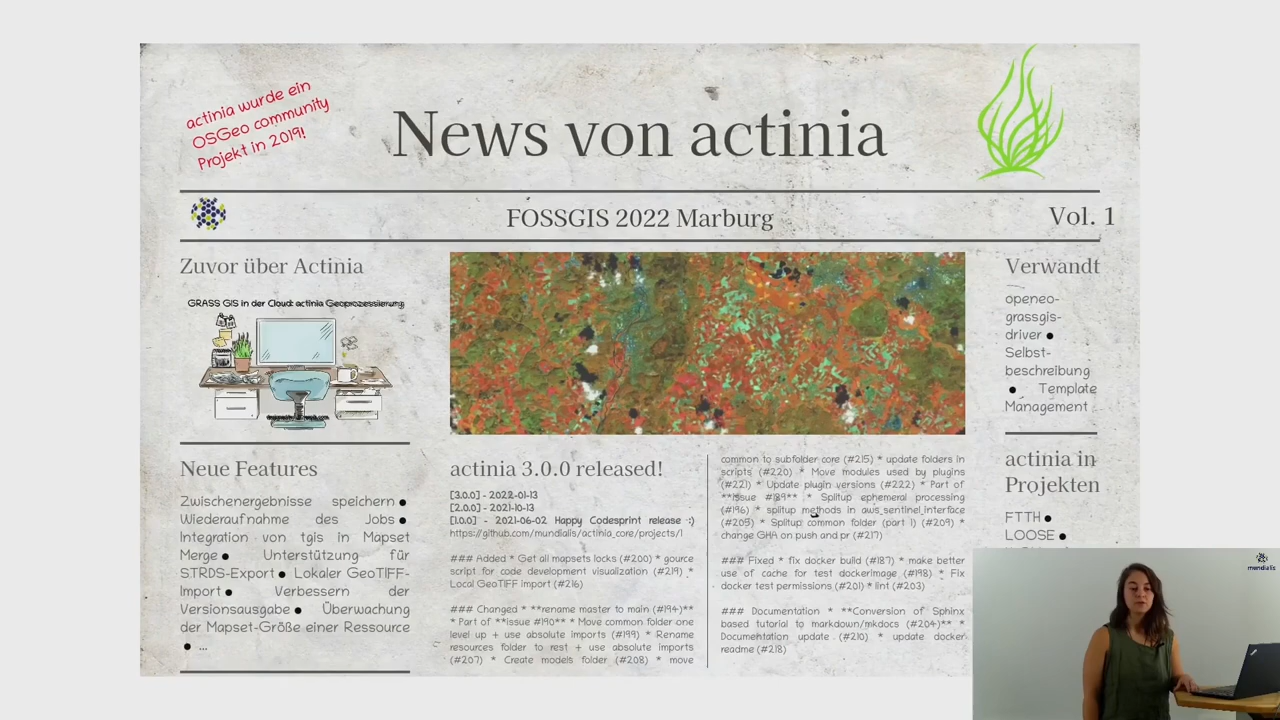 actinia wurde ein
OSGeo community
Projekt in 2019!
News von actinia
FOSSGIS 2022 Marburg
Vol. 1
Zuvor über Actinia
GRASS GIS in der Cloud: actinia Geoprozessierung
Neue Features
Zwischenergebnisse speichern ●
Wiederaufnahme des Jobs ●
Integration von tgis in Mapset
Merge ● Unterstützung für
STRDS-Export ● Lokaler GeoTIFF-
Import ● Verbessern der
Versionsausgabe ● Überwachung
der Mapset-Größe einer Ressource
● ...
actinia 3.0.0 released!
[3.0.0] - 2022-01-13
[2.0.0] - 2021-10-13
[1.0.0] - 2021-06-02 Happy Codesprint release :)
https://github.com/mundialis/actinia_core/projects/1
### Added * Get all mapsets locks (#200) * gource
script for code development visualization (#219) *
Local GeoTIFF import (#216)
### Changed * **rename master to main (#194)**
* Part of **issue #190** * Move common folder one
level up + use absolute imports (#199) * Rename
resources folder to rest + use absolute imports
(#207) * Create models folder (#208) * move
common to subfolder core (#215) * update folders in
scripts (#220) * Move modules used by plugins
(#221) * Update plugin versions (#222) * Part of
**issue #189** * Splitup ephemeral processing
(#196) * splitup methods in aws_sentinel_interface
(#205) * Splitup common folder (part 1) (#209) *
change GHA on push and pr (#217)
### Fixed * fix docker build (#187) * make better
use of cache for test dockerimage (#198) * Fix
docker test permissions (#201) * lint (#203)
### Documentation * **Conversion of Sphinx
based tutorial to markdown/mkdocs (#204)** *
Documentation update (#210) * update docker
readme (#218)
Verwandt
openeo-
grassgis-
driver ●
Selbst-
beschreibung
● Template
Management
actinia in
Projekten
FTTH ●
LOOSE ●
mundialis